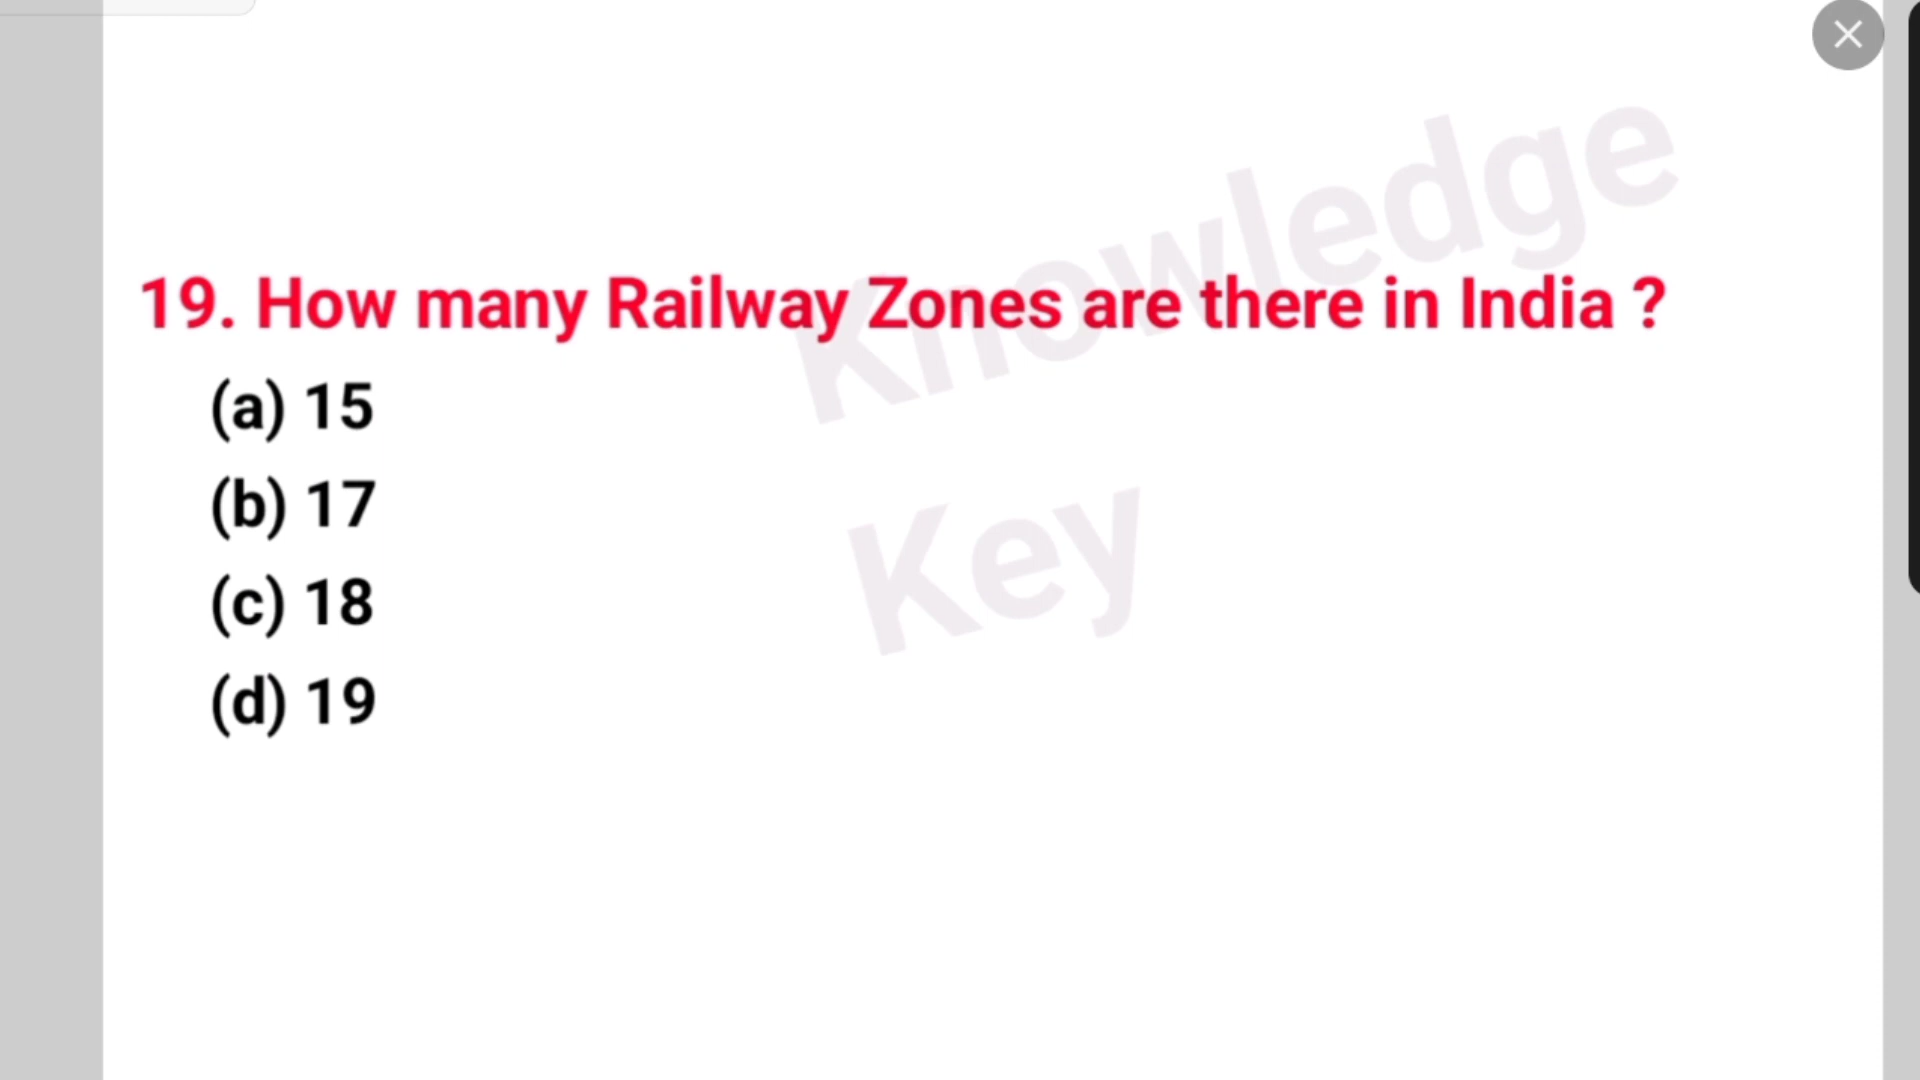 Knowledge
19. How many Railway Zones are there in India ?
(a) 15
(b) 17
Key
(c) 18
(d) 19